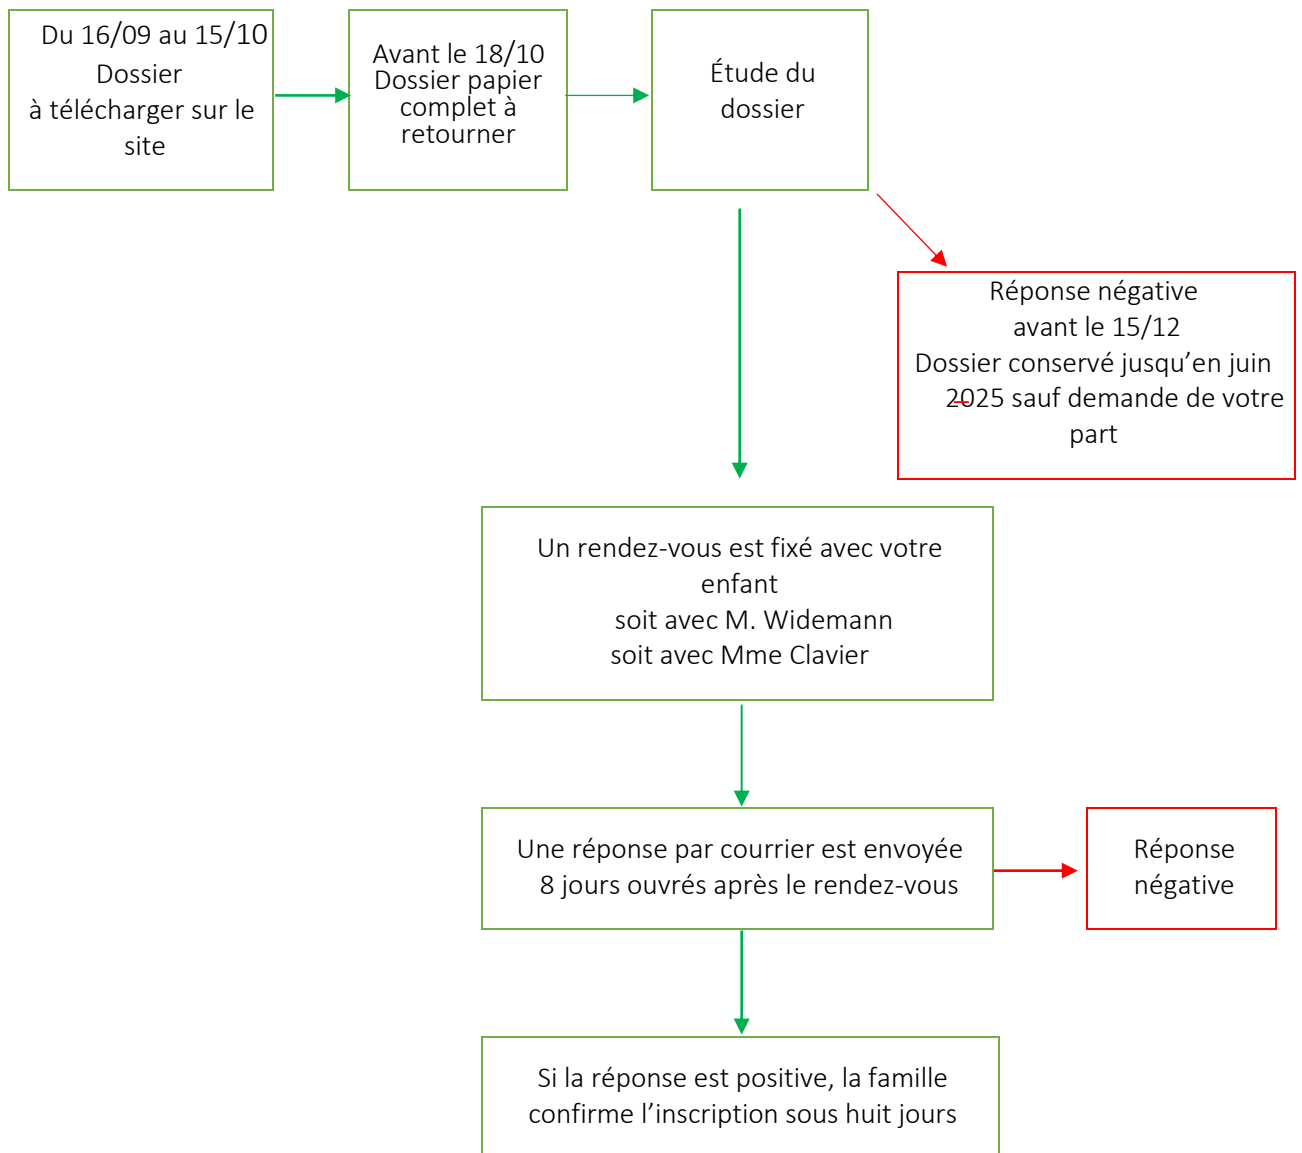 Du 16/09 au 15/10
Dossier
à télécharger sur le
site
Avant le 18/10
Dossier papier
complet à
retourner
Étude du
dossier
Réponse négative
avant le 15/12
Dossier conservé jusqu’en juin
2025 sauf demande de votre
part
Un rendez-vous est fixé avec votre
enfant
soit avec M. Widemann
soit avec Mme Clavier
Une réponse par courrier est envoyée
8 jours ouvrés après le rendez-vous
Réponse
négative
Si la réponse est positive, la famille
confirme l’inscription sous huit jours